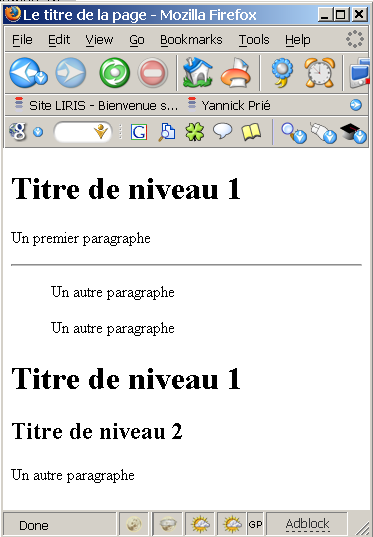 Le titre de la page - Mozilla Firefox
File Edit View Go Bookmarks Tools Help
Site LIRIS - Bienvenue s... Yannick Prié
Titre de niveau 1
Un premier paragraphe
Un autre paragraphe
Un autre paragraphe
Titre de niveau 1
Titre de niveau 2
Un autre paragraphe
Done GP Adblock